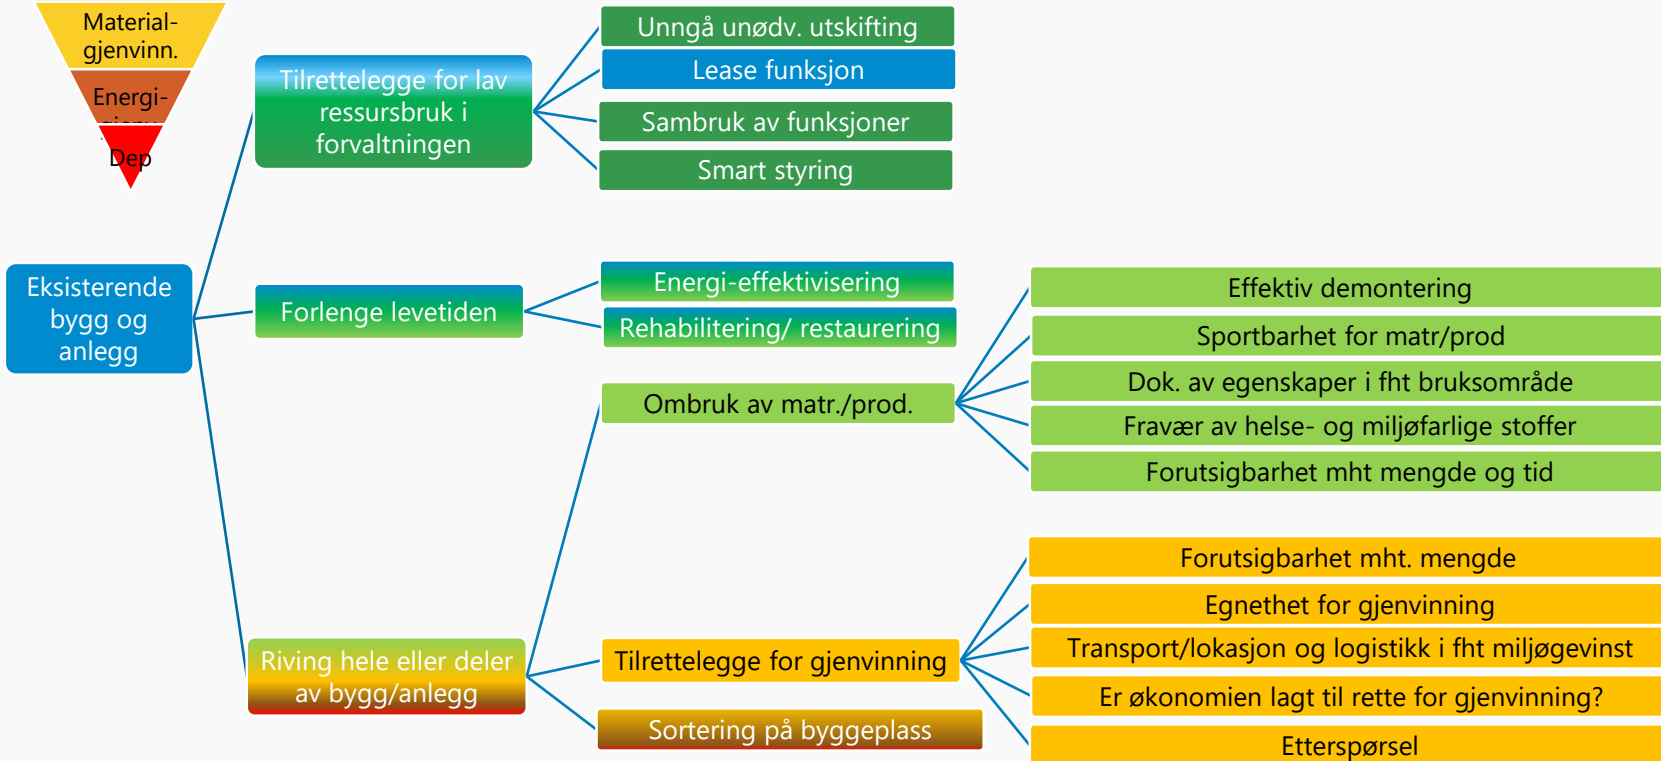 Material-
gjenvinn.
Energi-
Dep
Eksisterende
bygg og
anlegg
Tilrettelegge for lav
ressursbruk i
forvaltningen
Unngå unødv. utskifting
Lease funksjon
Sambruk av funksjoner
Smart styring
Forlenge levetiden
Energi-effektivisering
Rehabilitering/ restaurering
Riving hele eller deler
av bygg/anlegg
Ombruk av matr./prod.
Effektiv demontering
Sportbarhet for matr/prod
Dok. av egenskaper i fht bruksområde
Fravær av helse- og miljøfarlige stoffer
Forutsigbarhet mht mengde og tid
Tilrettelegge for gjenvinning
Forutsigbarhet mht. mengde
Egnethet for gjenvinning
Transport/lokasjon og logistikk i fht miljøgevinst
Er økonomien lagt til rette for gjenvinning?
Etterspørsel
Sortering på byggeplass